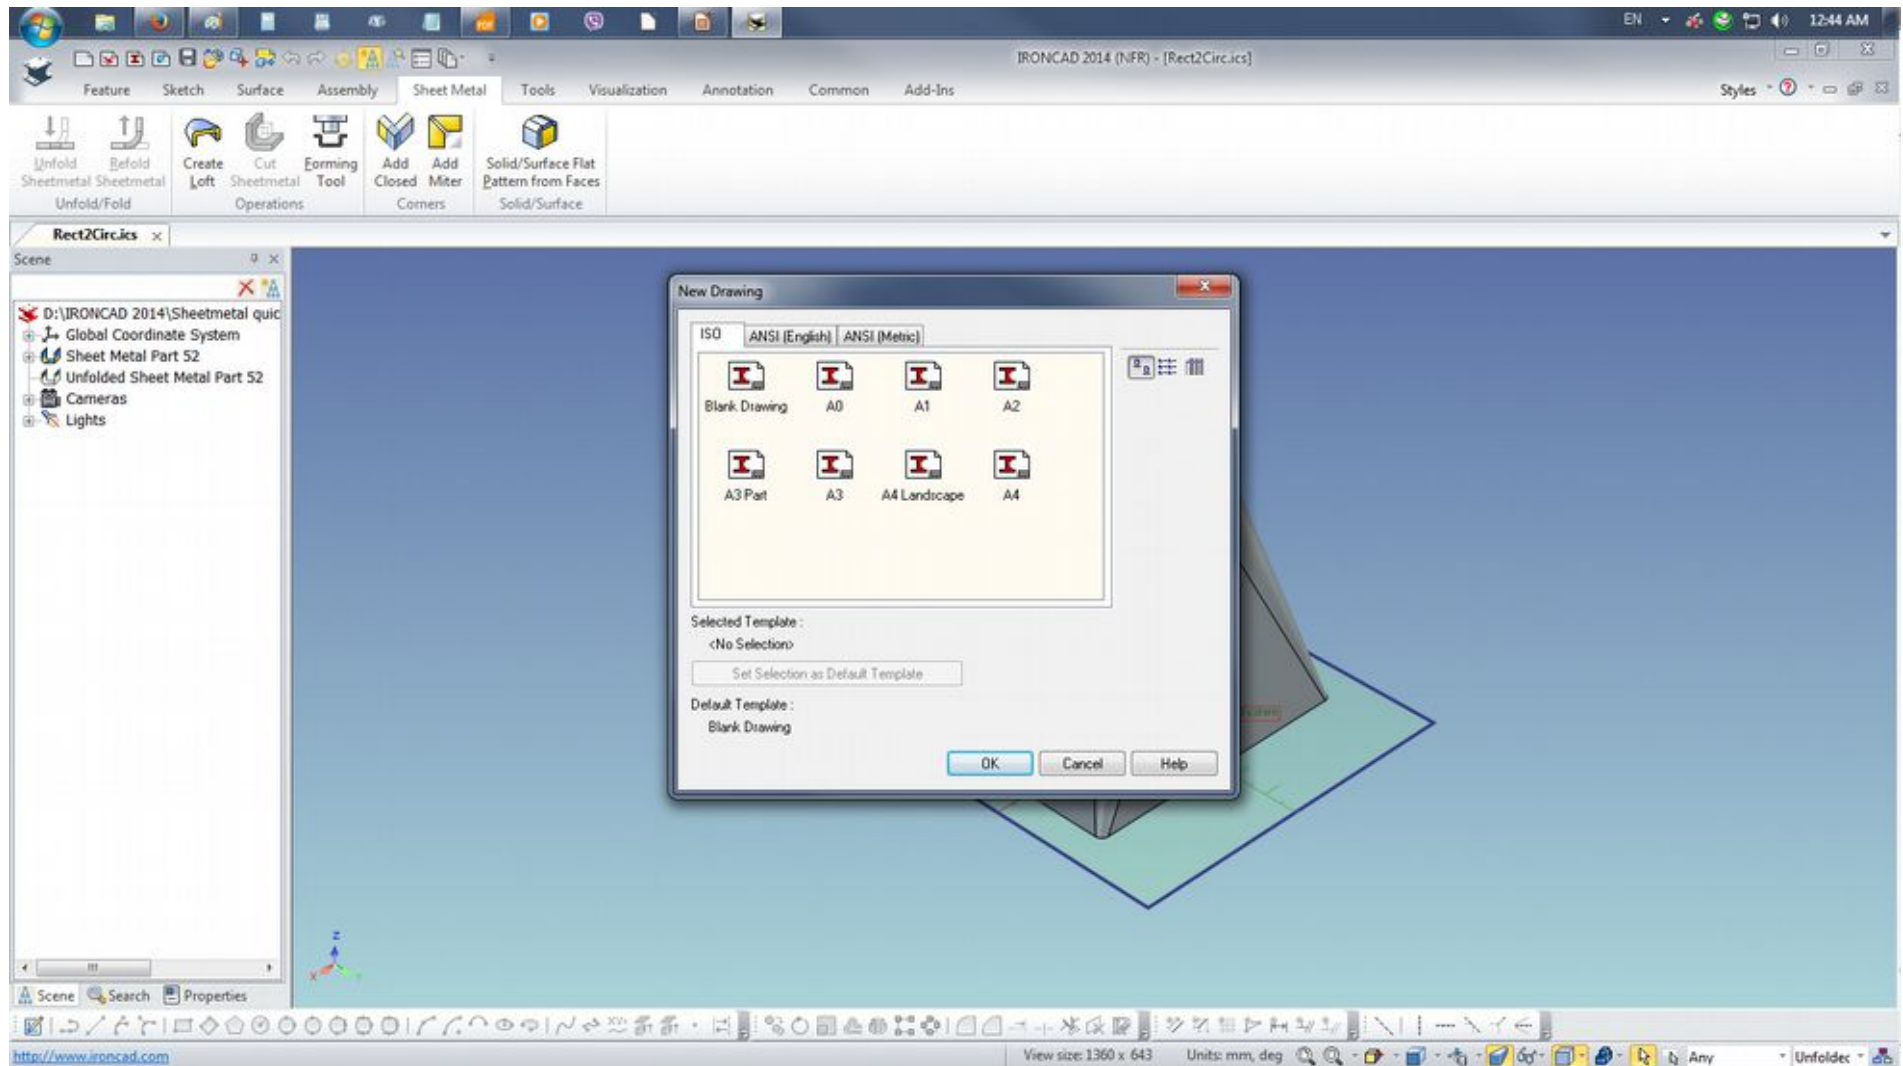 EN 12:44 AM
IRONCAD 2014 (NFR) - [Rect2Circ.ics]
Feature Sketch Surface Assembly Sheet Metal Tools Visualization Annotation Common Add-Ins Styles
Unfold Refold Create Cut Forming Add Add Solid/Surface Flat
Sheetmetal Sheetmetal Loft Sheetmetal Tool Closed Miter Pattern from Faces
Unfold/Fold Operations Corners Solid/Surface
Rect2Circ.ics
Scene
D:\IRONCAD 2014\Sheetmetal quic
Global Coordinate System
Sheet Metal Part 52
Unfolded Sheet Metal Part 52
Cameras
Lights
New Drawing
ISO ANSI (English) ANSI (Metric)
Blank Drawing A0 A1 A2
A3 Part A3 A4 Landscape A4
Selected Template :
<No Selection>
Set Selection as Default Template
Default Template :
Blank Drawing
OK Cancel Help
Z
X
Scene Search Properties
http://www.ironcad.com View size: 1360 x 643 Units: mm, deg Any Unfoldec